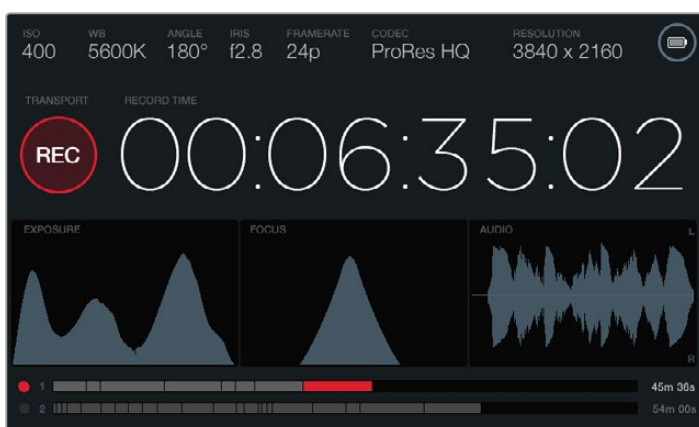 ISO WB ANGLE IRIS FRAMERATE CODEC RESOLUTION
400 5600K 180° f2.8 24p ProRes HQ 3840 x 2160
TRANSPORT RECORD TIME
REC 00:06:35:02
EXPOSURE FOCUS AUDIO L
R
1 45m 36s
2 54m 00s